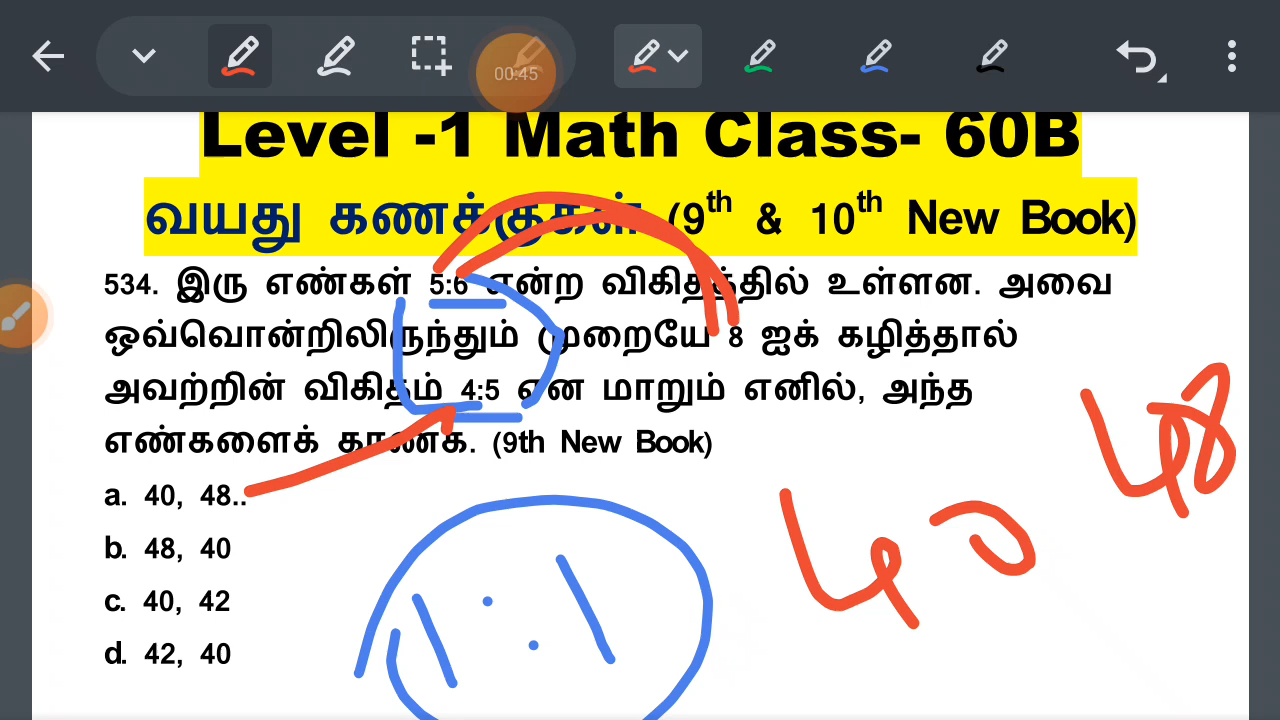 00:45
Level -1 Math Class- 60B
வயது கணக்குகள் (9th & 10th New Book)
534. இரு எண்கள் 5:6 என்ற விகிதத்தில் உள்ளன. அவை
ஒவ்வொன்றிலிருந்தும் முறையே 8 ஐக் கழித்தால்
அவற்றின் விகிதம் 4:5 என மாறும் எனில், அந்த
எண்களைக் காண்க. (9th New Book)
a. 40, 48..
b. 48, 40
c. 40, 42
d. 42, 40
1 : 1
40 48